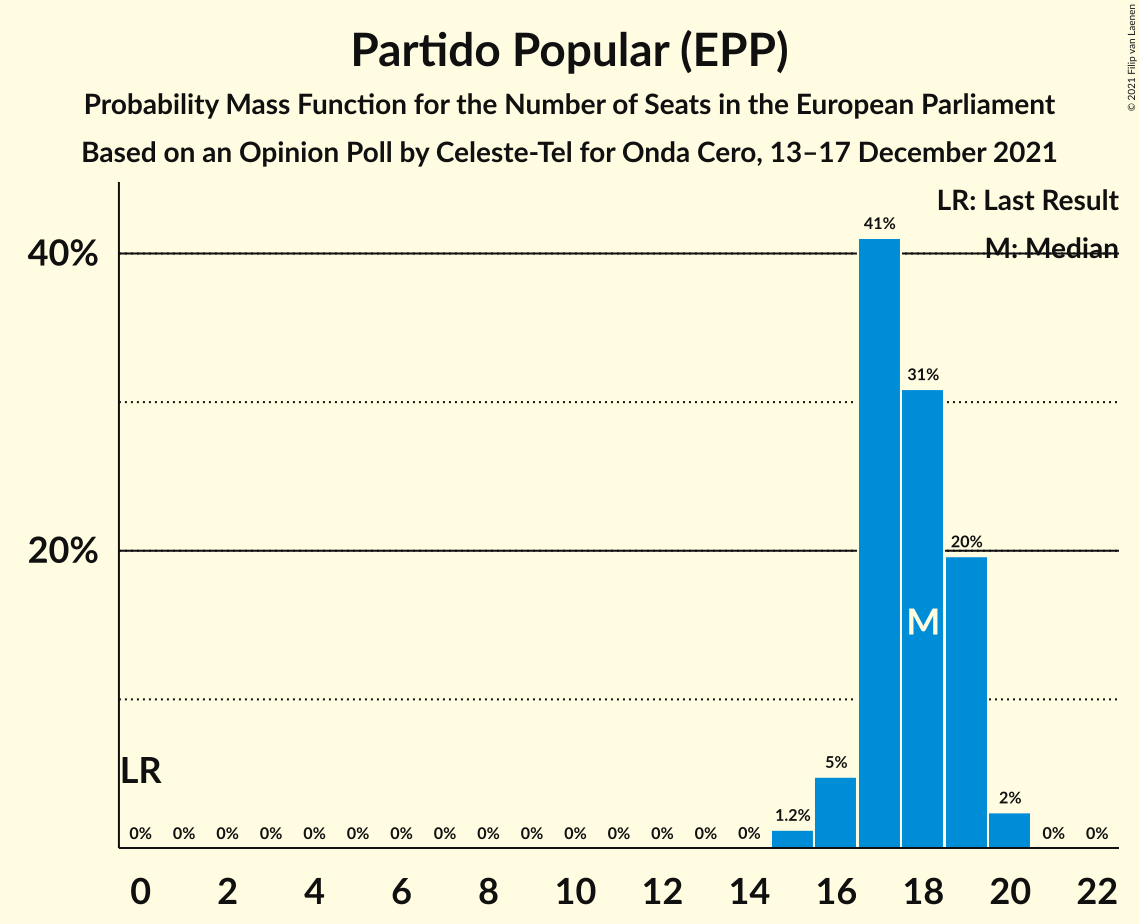 Partido Popular (EPP)
Probability Mass Function for the Number of Seats in the European Parliament
Based on an Opinion Poll by Celeste-Tel for Onda Cero, 13–17 December 2021
© 2021 Filip van Laenen
LR: Last Result
M: Median
40%
20%
41%
31%
20%
M
5%
1.2%
2%
LR
0% 0% 0% 0% 0% 0% 0% 0% 0% 0% 0% 0% 0% 0% 0% 0% 0%
0 2 4 6 8 10 12 14 16 18 20 22